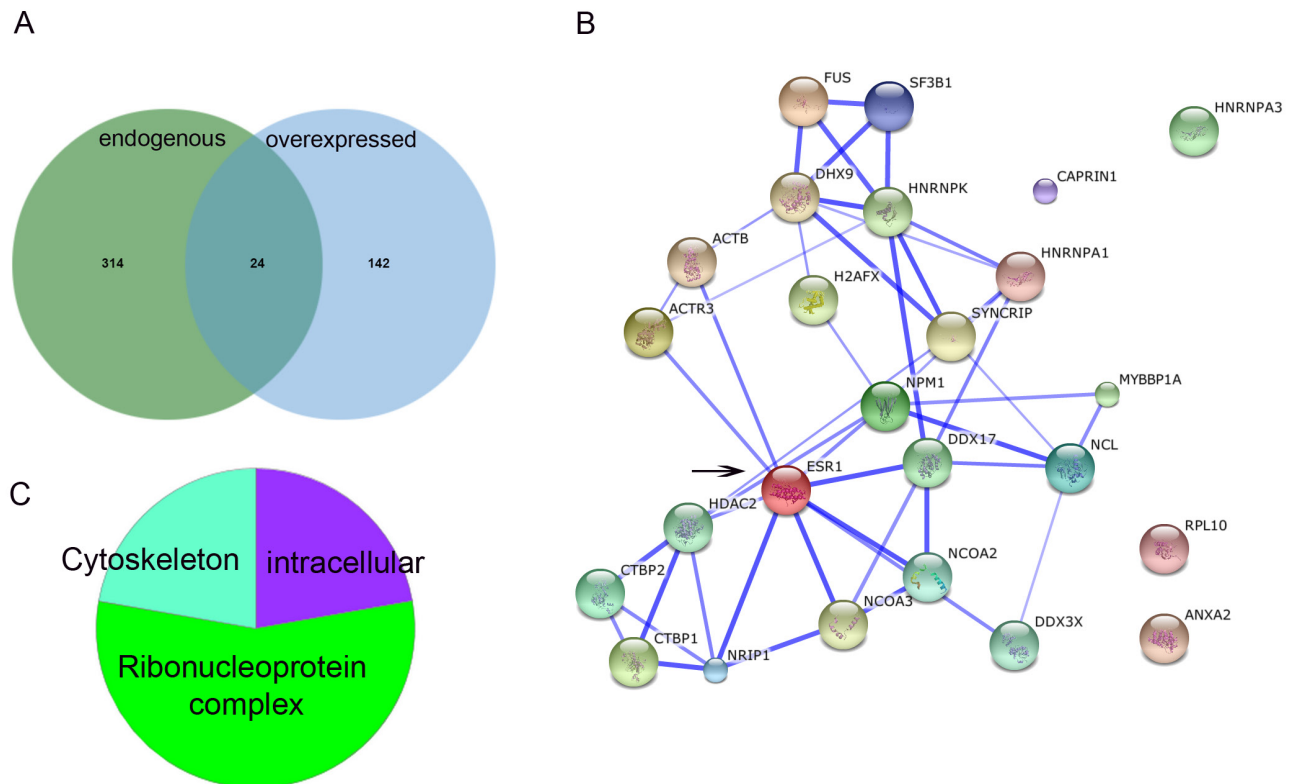 A
B
endogenous
overexpressed
314
24
142
FUS
SF3B1
HNRNPA3
DHX9
HNRNPK
CAPRIN1
ACTB
HNRNPA1
H2AFX
ACTR3
SYNCRIP
NPM1
MYBBP1A
DDX17
NCL
ESR1
HDAC2
RPL10
NCOA2
CTBP2
NCOA3
DDX3X
ANXA2
CTBP1
NRIP1
C
Cytoskeleton
intracellular
Ribonucleoprotein
complex